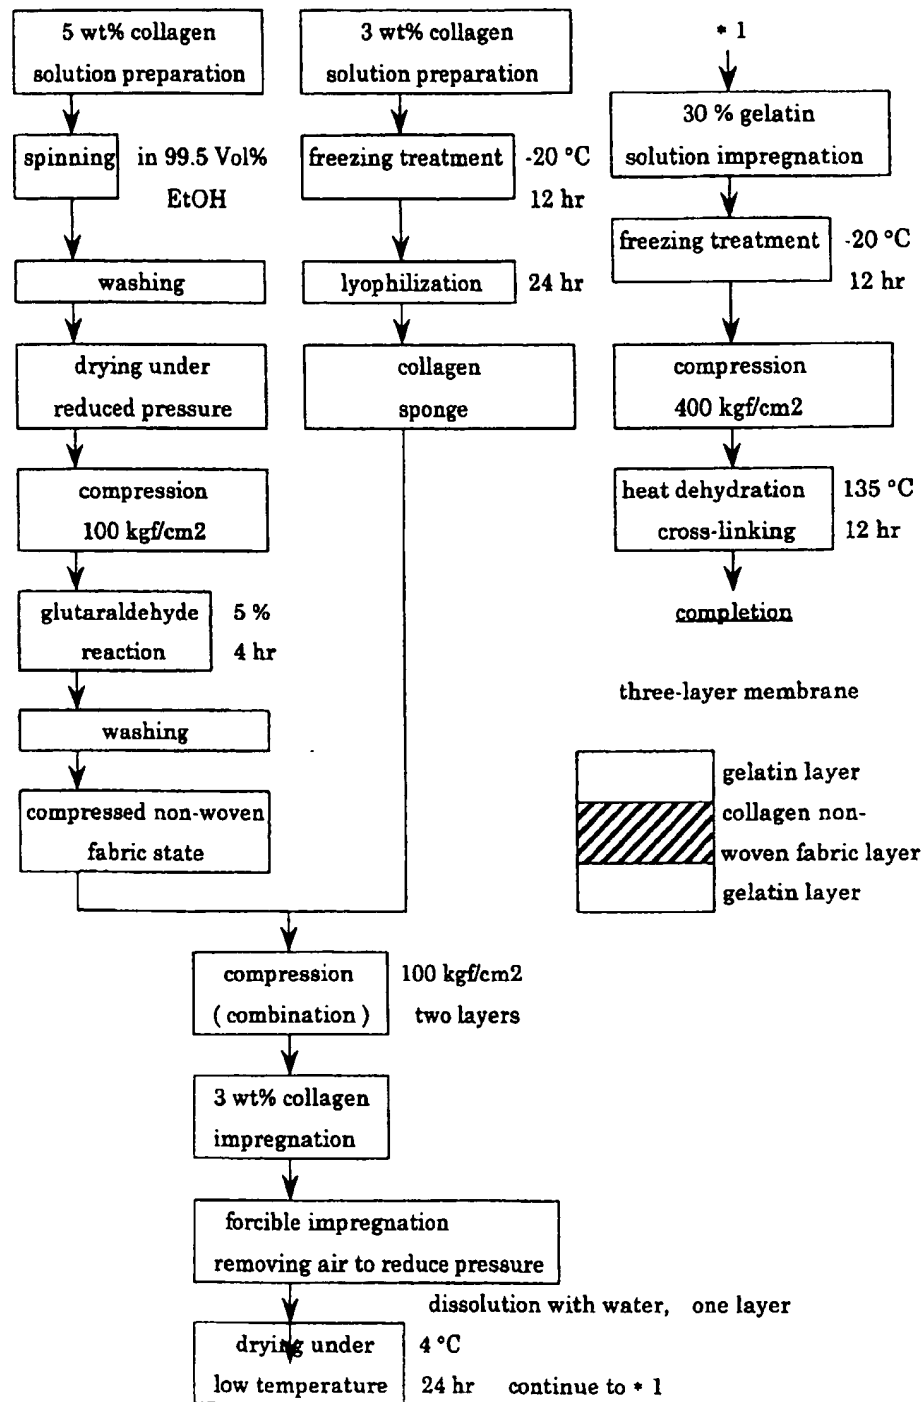 5 wt% collagen
solution preparation
spinning
in 99.5 Vol%
EtOH
washing
drying under
reduced pressure
compression
100 kgf/cm2
glutaraldehyde
reaction
5 %
4 hr
washing
compressed non-woven
fabric state
3 wt% collagen
solution preparation
freezing treatment
-20 °C
12 hr
lyophilization
24 hr
collagen
sponge
compression
( combination )
100 kgf/cm2
two layers
3 wt% collagen
impregnation
forcible impregnation
removing air to reduce pressure
dissolution with water, one layer
drying under
low temperature
4 °C
24 hr continue to * 1
* 1
30 % gelatin
solution impregnation
freezing treatment
-20 °C
12 hr
compression
400 kgf/cm2
heat dehydration
cross-linking
135 °C
12 hr
completion
three-layer membrane
gelatin layer
collagen non-
woven fabric layer
gelatin layer